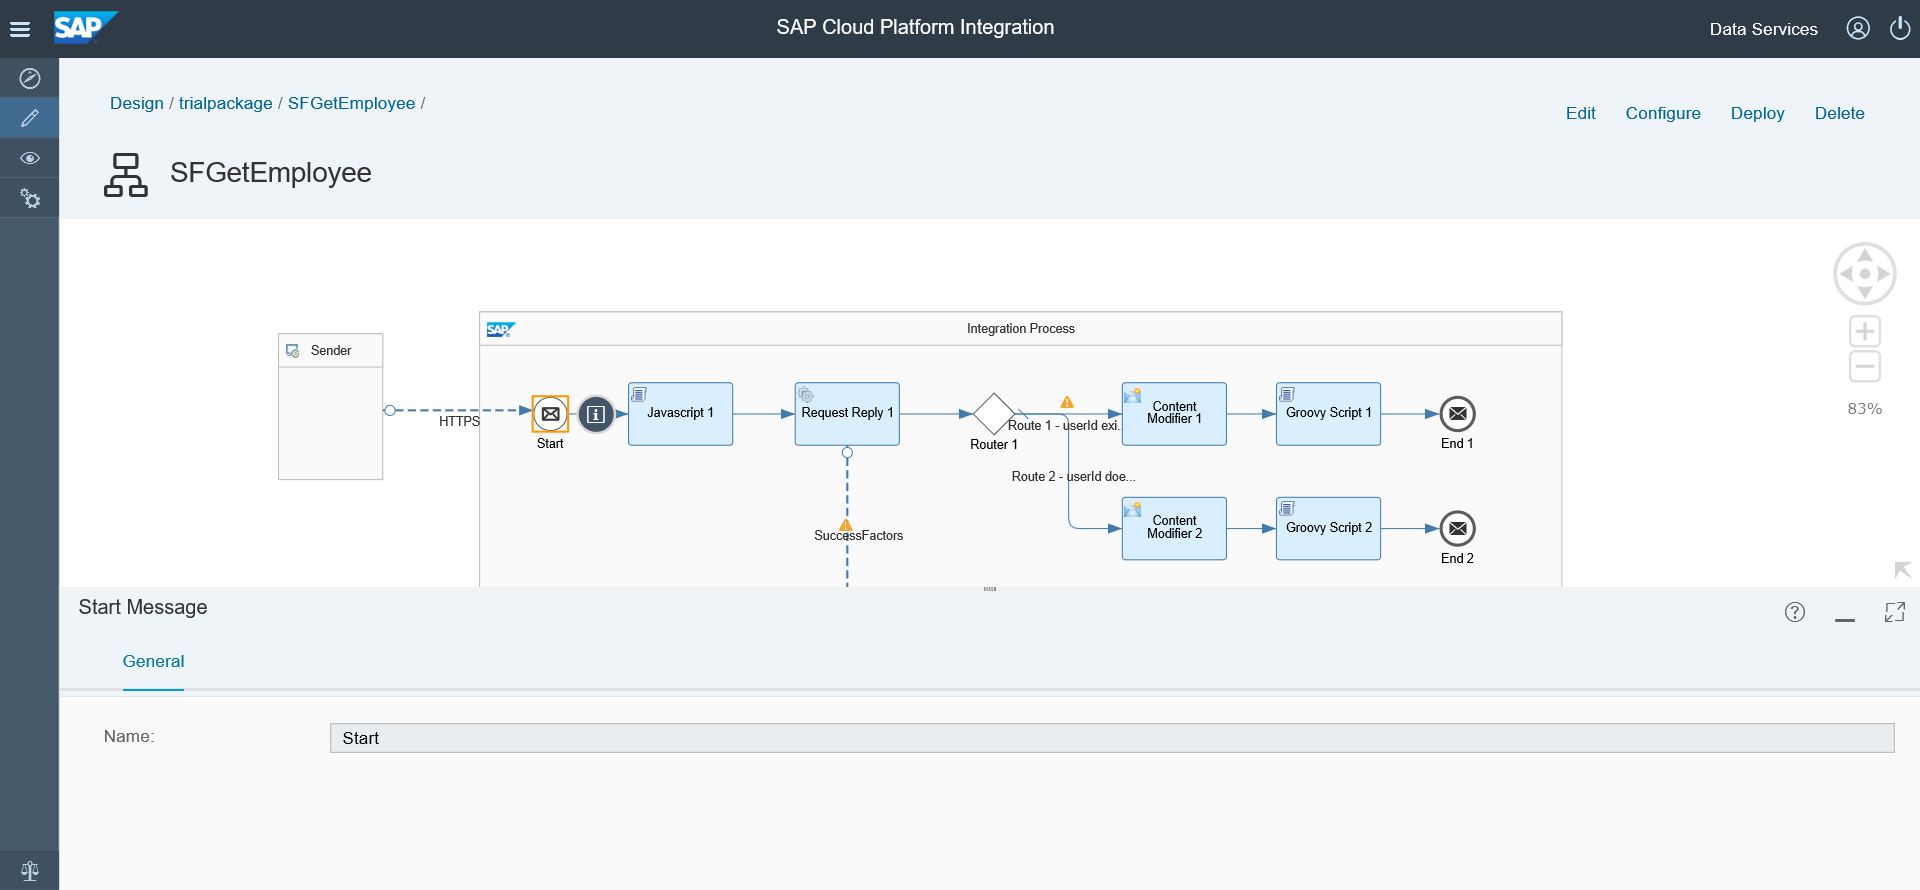 SAP
SAP Cloud Platform Integration
Data Services
Design / trialpackage / SFGetEmployee /
Edit
Configure
Deploy
Delete
SFGetEmployee
83%
SAP
Integration Process
Sender
HTTPS
Start
Javascript 1
Request Reply 1
Router 1
Route 1 - userId exi...
Content
Modifier 1
Groovy Script 1
End 1
Route 2 - userId doe...
Content
Modifier 2
Groovy Script 2
End 2
SuccessFactors
Start Message
General
Name:
Start